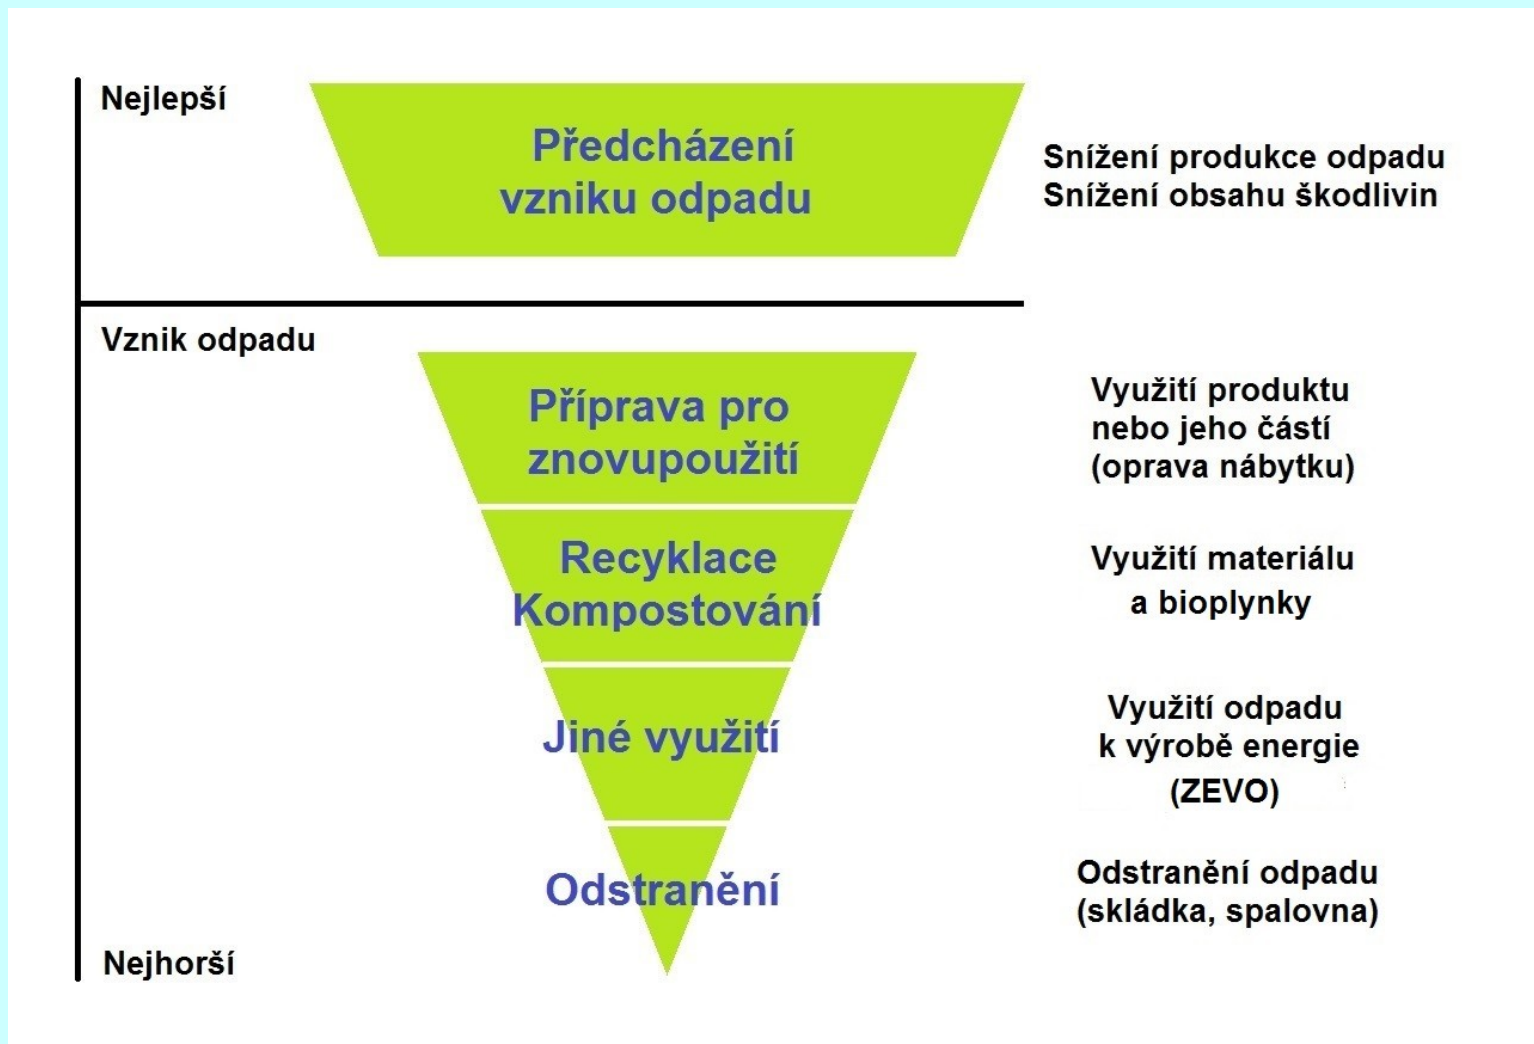 Nejlepší
Předcházení
vzniku odpadu
Snížení produkce odpadu
Snížení obsahu škodlivin
Vznik odpadu
Příprava pro
znovupoužití
Využití produktu
nebo jeho částí
(oprava nábytku)
Recyklace
Kompostování
Využití materiálu
a bioplynky
Jiné využití
Využití odpadu
k výrobě energie
(ZEVO)
Odstranění
Odstranění odpadu
(skládka, spalovna)
Nejhorší